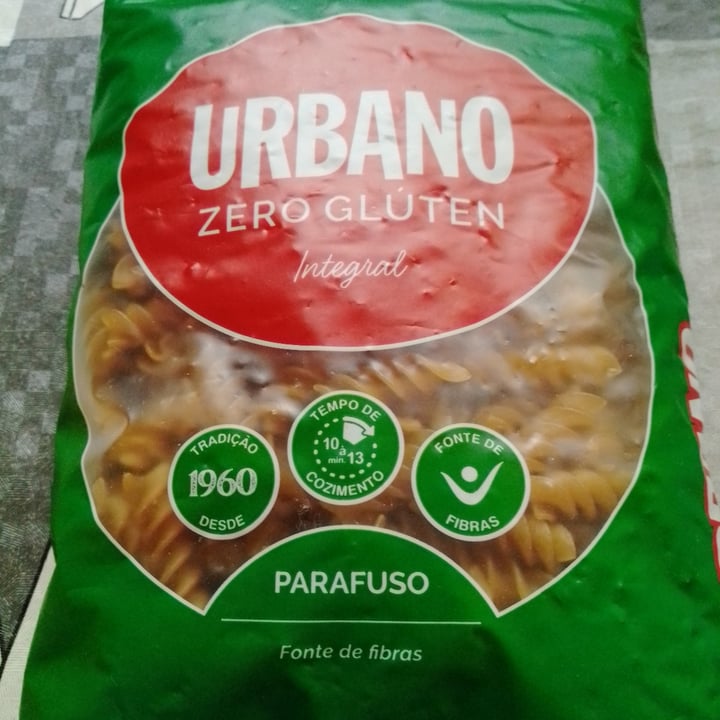 URBANO
ZERO GLÚTEN
Integral
TRADIÇÃO
1960
DESDE
TEMPO DE
10 à
min. 13
COZIMENTO
FONTE DE
FIBRAS
PARAFUSO
Fonte de fibras